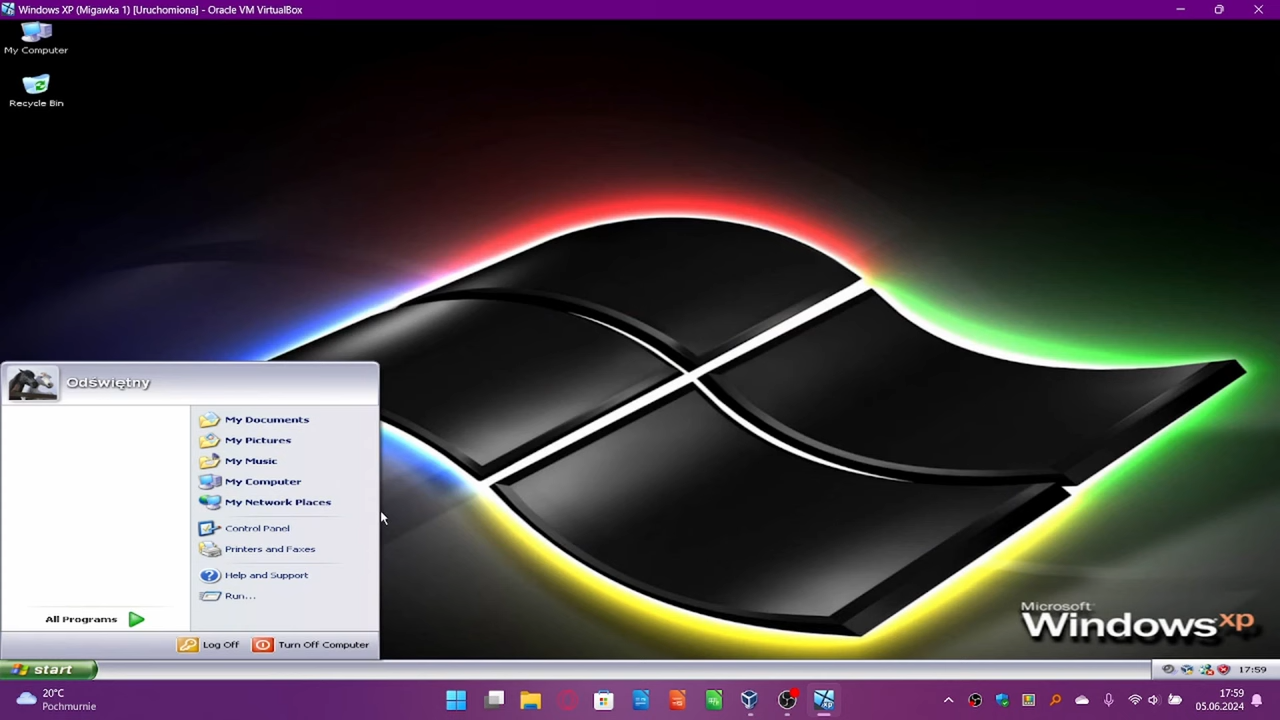 Windows XP (Migawka 1) [Uruchomiona] - Oracle VM VirtualBox
My Computer
Recycle Bin
Odświętny
My Documents
My Pictures
My Music
My Computer
My Network Places
Control Panel
Printers and Faxes
Help and Support
Run...
All Programs
Log Off
Turn Off Computer
Microsoft®
Windows xp
start
17:59
20°C
Pochmurnie
17:59
05.06.2024